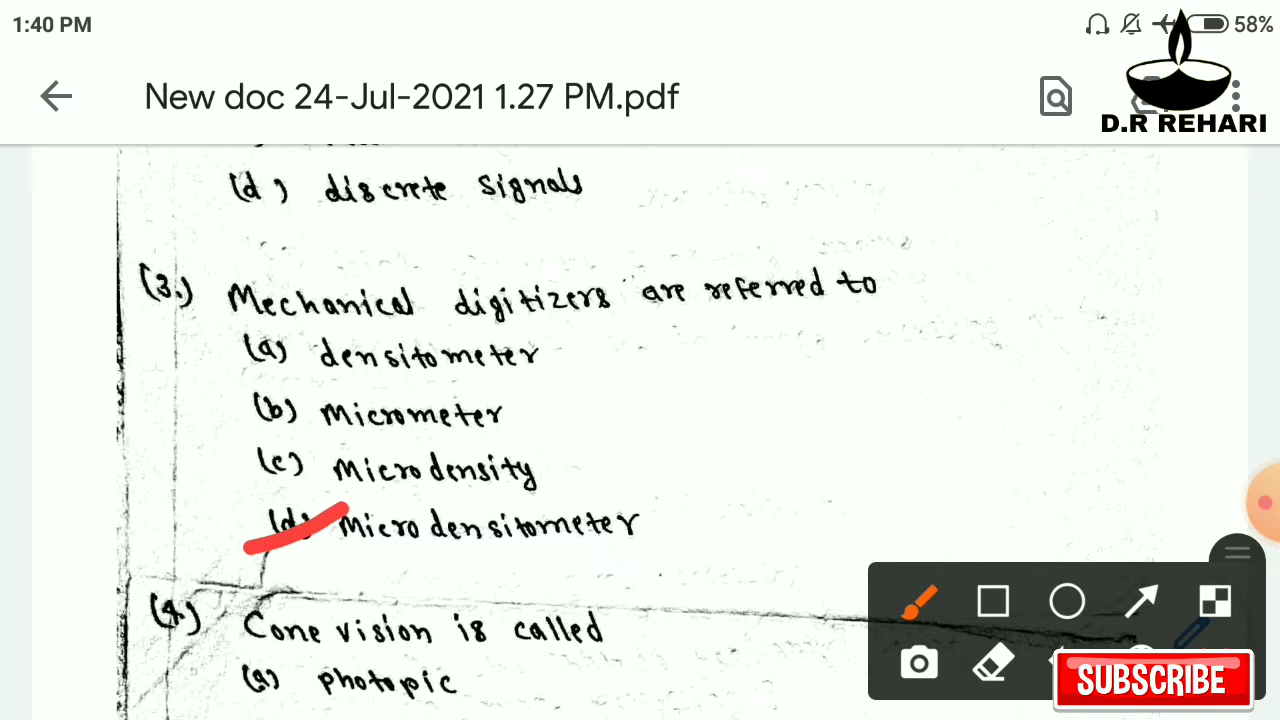 1:40 PM
58%
New doc 24-Jul-2021 1.27 PM.pdf
D.R REHARI
(d) discrete signals
(3.) Mechanical digitizers are referred to
(a) densitometer
(b) Micrometer
(c) Microdensity
(d) Microdensitometer
(4.) Cone vision is called
(a) photopic
SUBSCRIBE